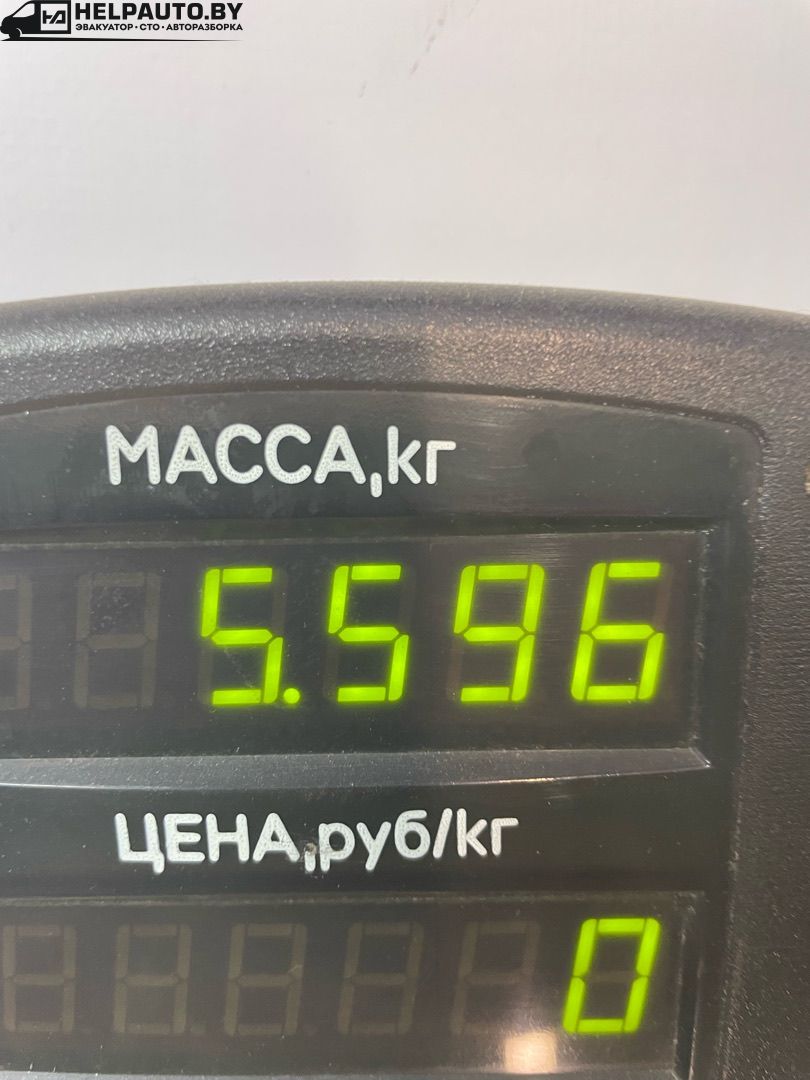 HELPAUTO.BY
ЭВАКУАТОР • СТО • АВТОРАЗБОРКА
МАССА,кг
5.596
ЦЕНА,руб/кг
0